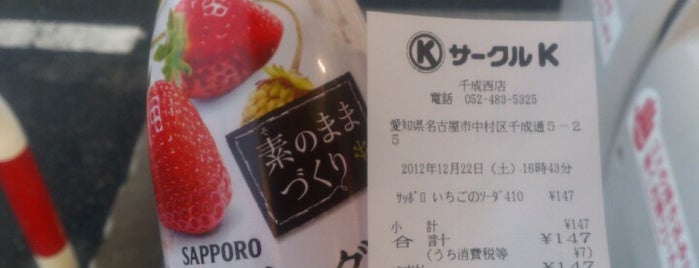 素のまま
づくり。
SAPPORO
K サークルK
千成西店
電話 052-483-5325
愛知県名古屋市中村区千成通5-2
5
2012年12月22日（土）16時43分
ｻｯﾎﾟﾛ いちごのｿｰﾀﾞ410 ¥147
小 計 ¥147
合 計 ¥147
(うち消費税等 ¥7)